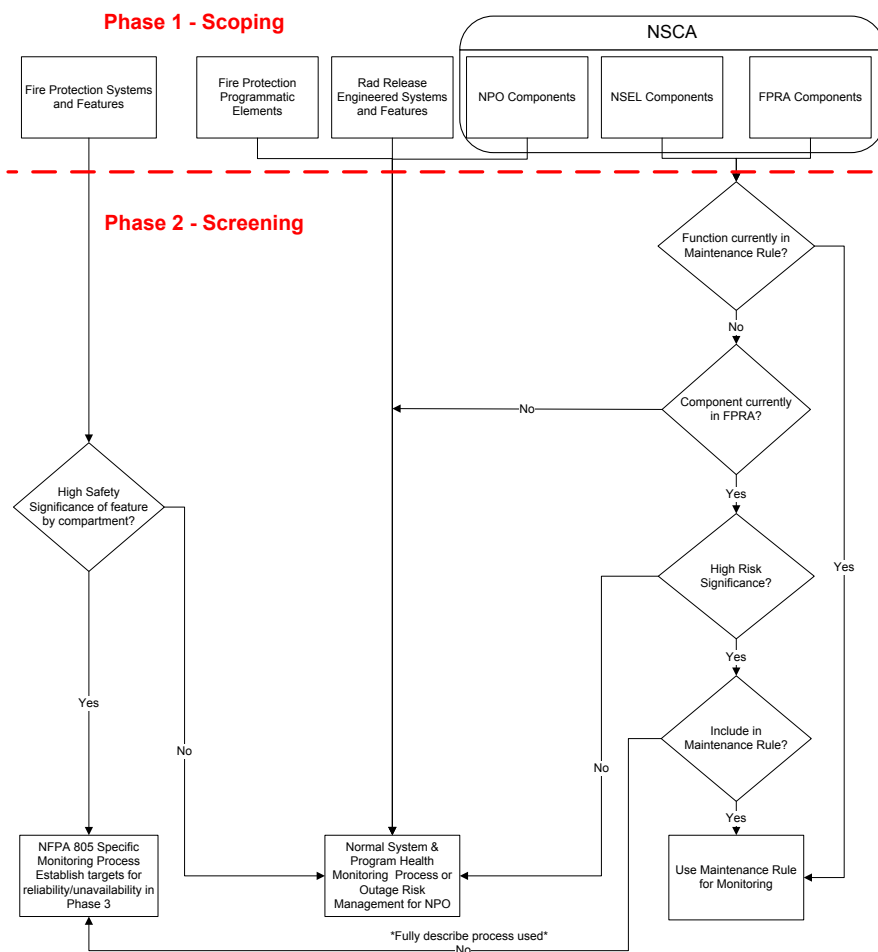 Phase 1 - Scoping
NSCA
Fire Protection Systems
and Features
Fire Protection
Programmatic
Elements
Rad Release
Engineered Systems
and Features
NPO Components
NSEL Components
FPRA Components
Phase 2 - Screening
Function currently in
Maintenance Rule?
No
Component currently
in FPRA?
No
Yes
High Safety
Significance of feature
by compartment?
High Risk
Significance?
Yes
Yes
Include in
Maintenance Rule?
Yes
No
No
Yes
NFPA 805 Specific
Monitoring Process
Establish targets for
reliability/unavailability in
Phase 3
Normal System &
Program Health
Monitoring Process or
Outage Risk
Management for NPO
Use Maintenance Rule
for Monitoring
*Fully describe process used*
No